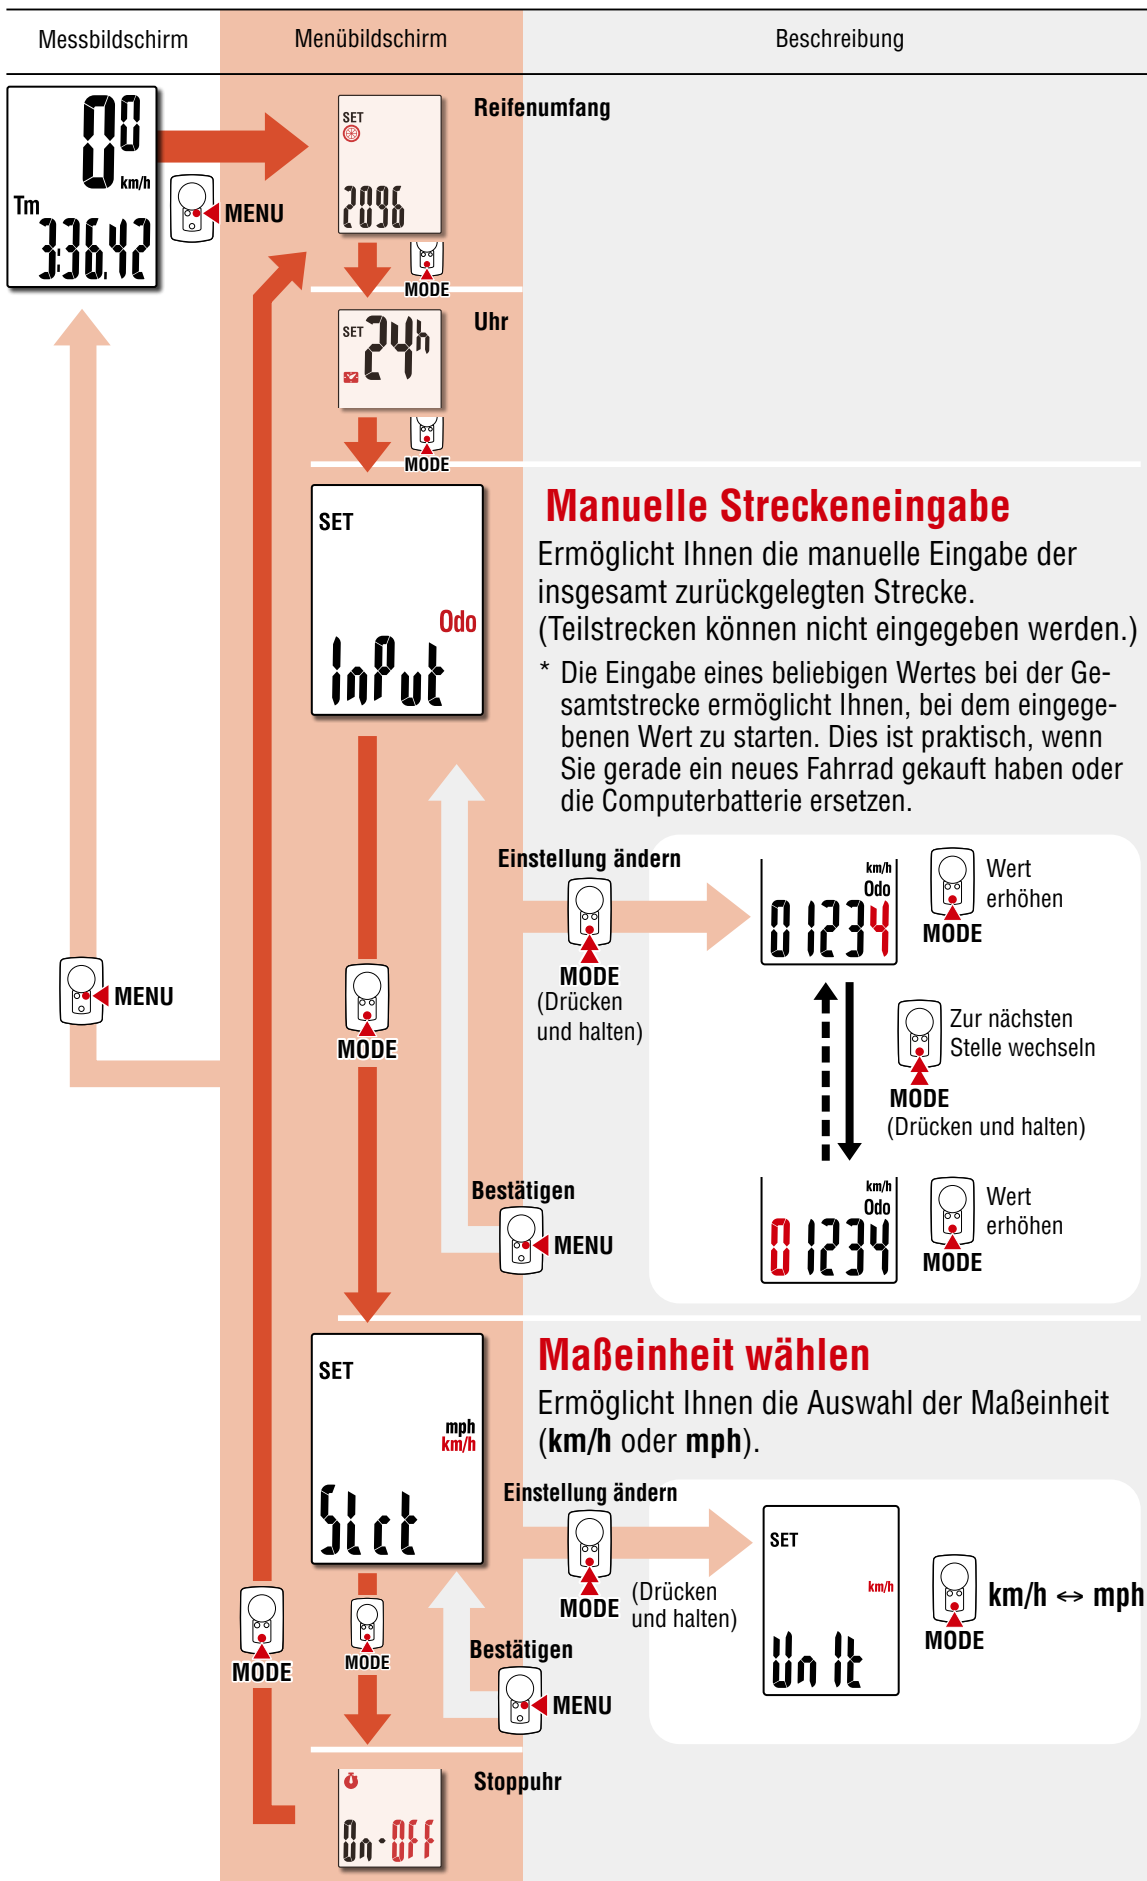 Messbildschirm
Menübildschirm
Beschreibung
0⁰
km/h
Tm
3:36.42
MENU
SET
2096
Reifenumfang
MODE
SET
24h
Uhr
MODE
SET
Odo
InPut
Manuelle Streckeneingabe
Ermöglicht Ihnen die manuelle Eingabe der
insgesamt zurückgelegten Strecke.
(Teilstrecken können nicht eingegeben werden.)
* Die Eingabe eines beliebigen Wertes bei der Ge-
samtstrecke ermöglicht Ihnen, bei dem eingege-
benen Wert zu starten. Dies ist praktisch, wenn
Sie gerade ein neues Fahrrad gekauft haben oder
die Computerbatterie ersetzen.
Einstellung ändern
MODE
(Drücken
und halten)
km/h
Odo
01234
Wert
erhöhen
MODE
MENU
MODE
Zur nächsten
Stelle wechseln
MODE
(Drücken und halten)
Bestätigen
MENU
km/h
Odo
01234
Wert
erhöhen
MODE
SET
mph
km/h
Slct
Maßeinheit wählen
Ermöglicht Ihnen die Auswahl der Maßeinheit
(km/h oder mph).
Einstellung ändern
MODE
(Drücken
und halten)
SET
km/h
Unit
km/h ↔ mph
MODE
MODE
MODE
Bestätigen
MENU
On-OFF
Stoppuhr